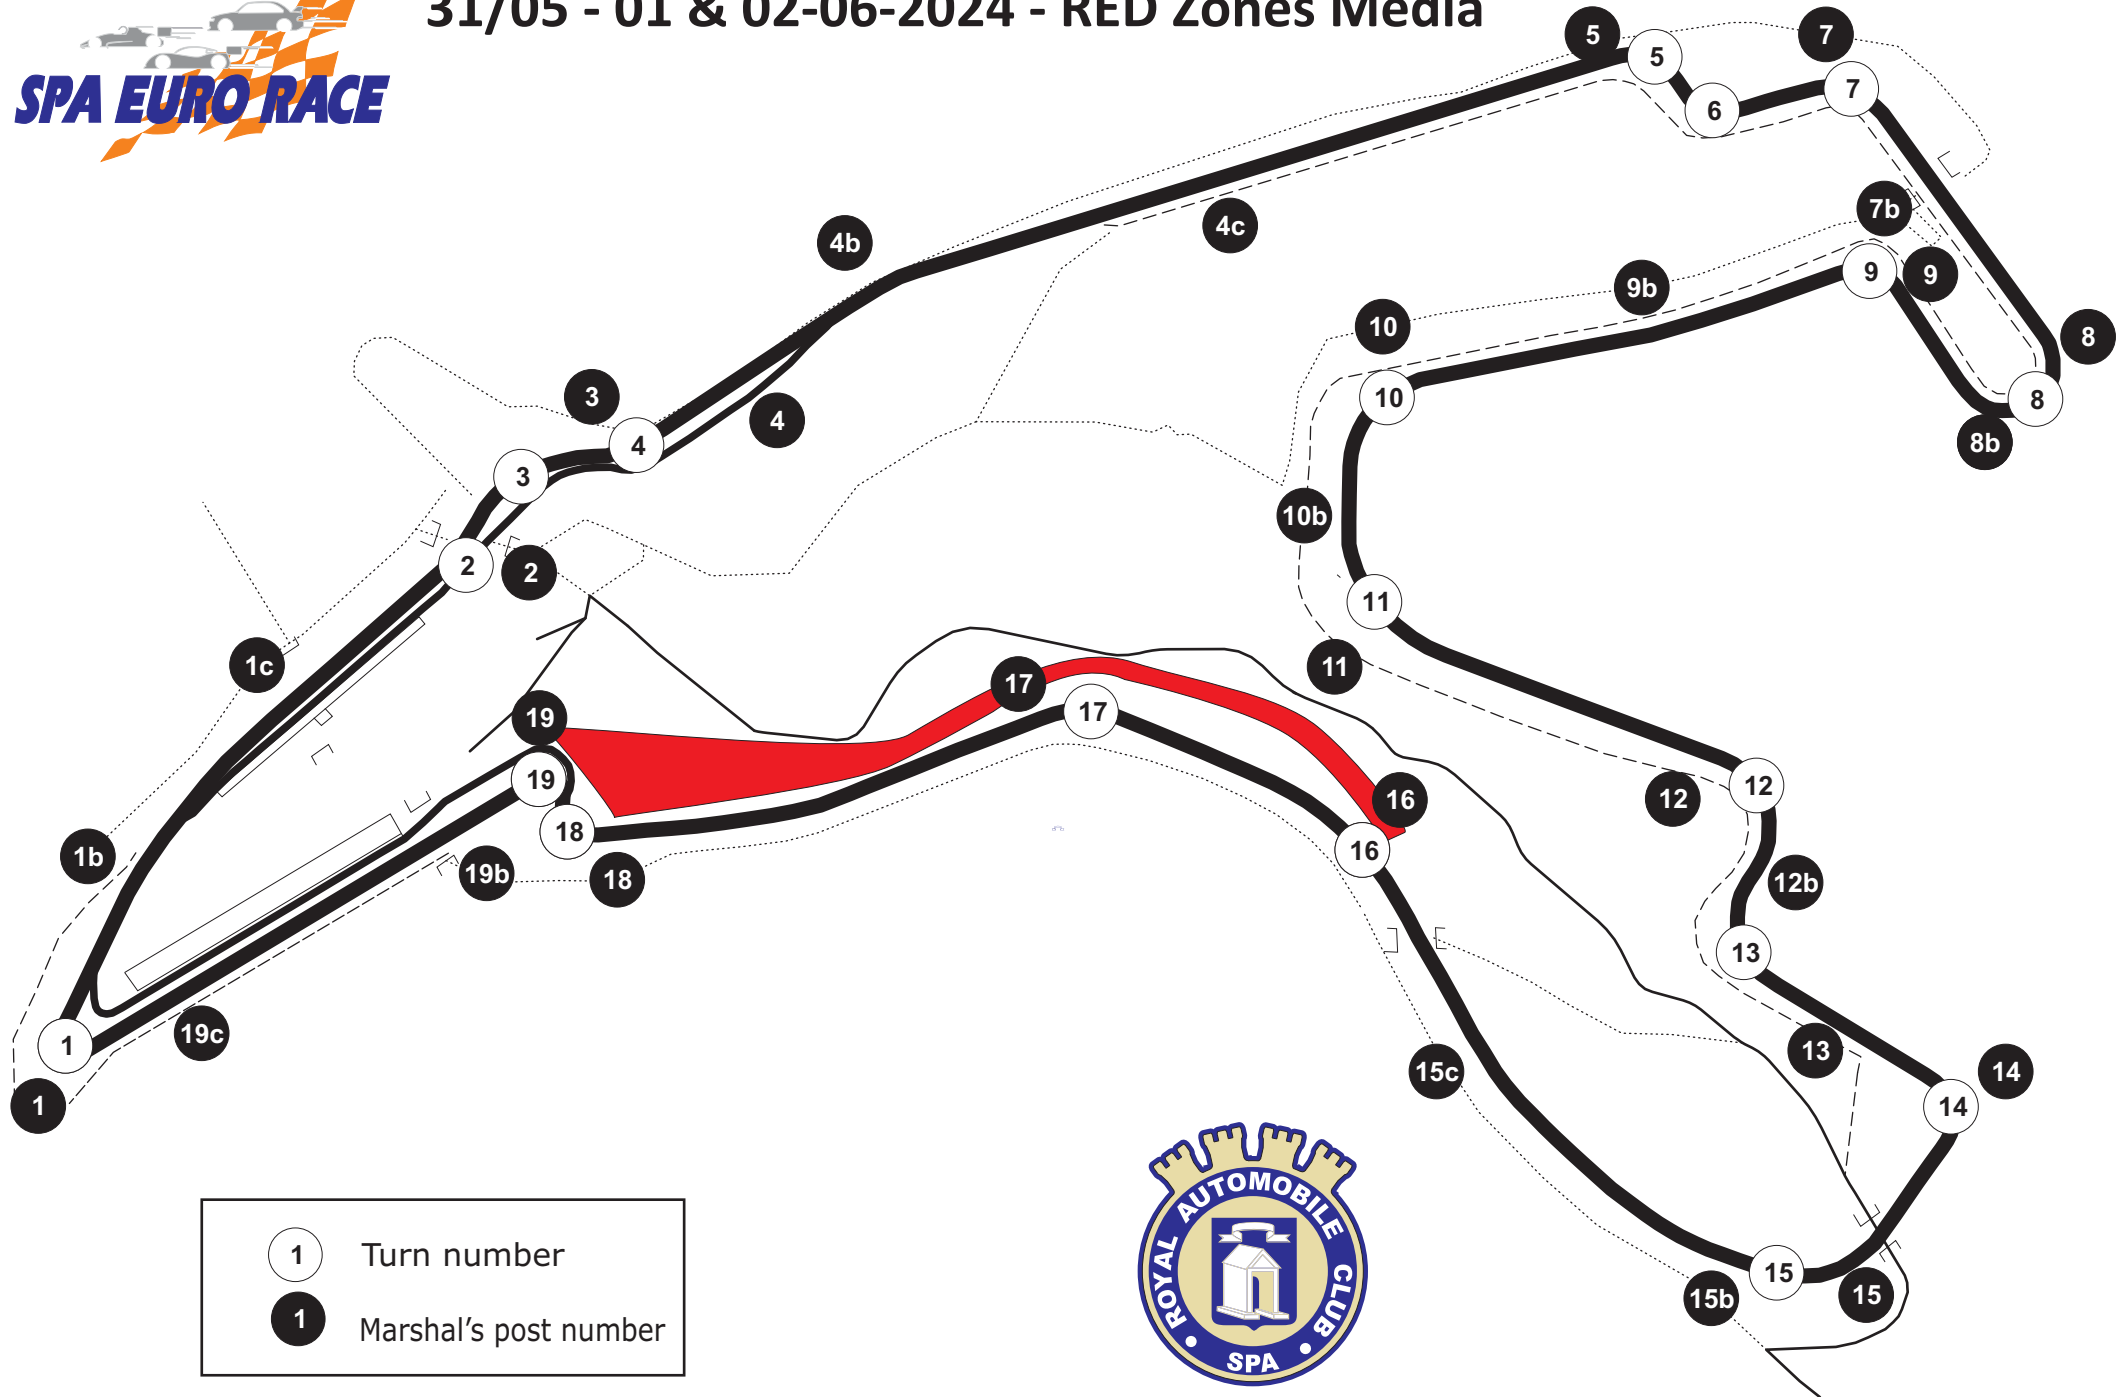 31/05 - 01 & 02-06-2024 - RED Zones Media
SPA EURO RACE
5
7
5
7
6
4c
7b
4b
9
9
9b
10
8
3
10
8
4
4
8b
3
10b
2
2
11
1c
11
17
19
17
19
12
12
16
18
16
1b
19b
18
12b
13
19c
1
13
15c
14
1
14
15
15b
15
1 Turn number
1 Marshal's post number
ROYAL AUTOMOBILE CLUB
SPA